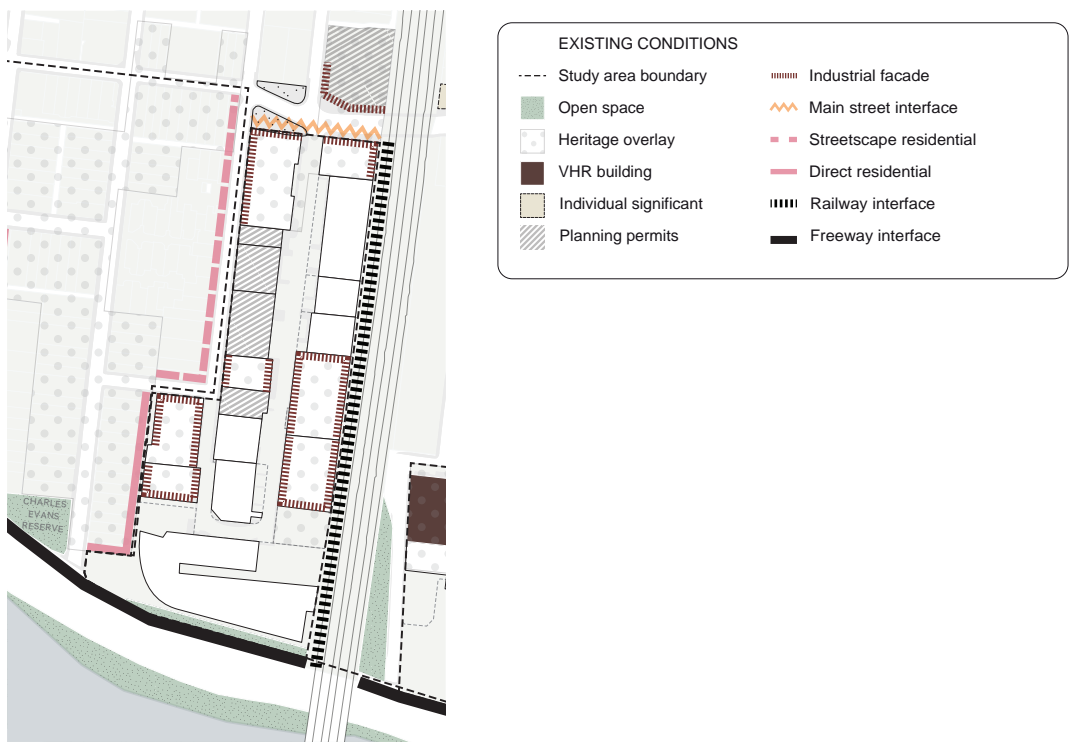 CHARLES
EVANS
RESERVE
EXISTING CONDITIONS
Study area boundary
Open space
Heritage overlay
VHR building
Individual significant
Planning permits
Industrial facade
Main street interface
Streetscape residential
Direct residential
Railway interface
Freeway interface